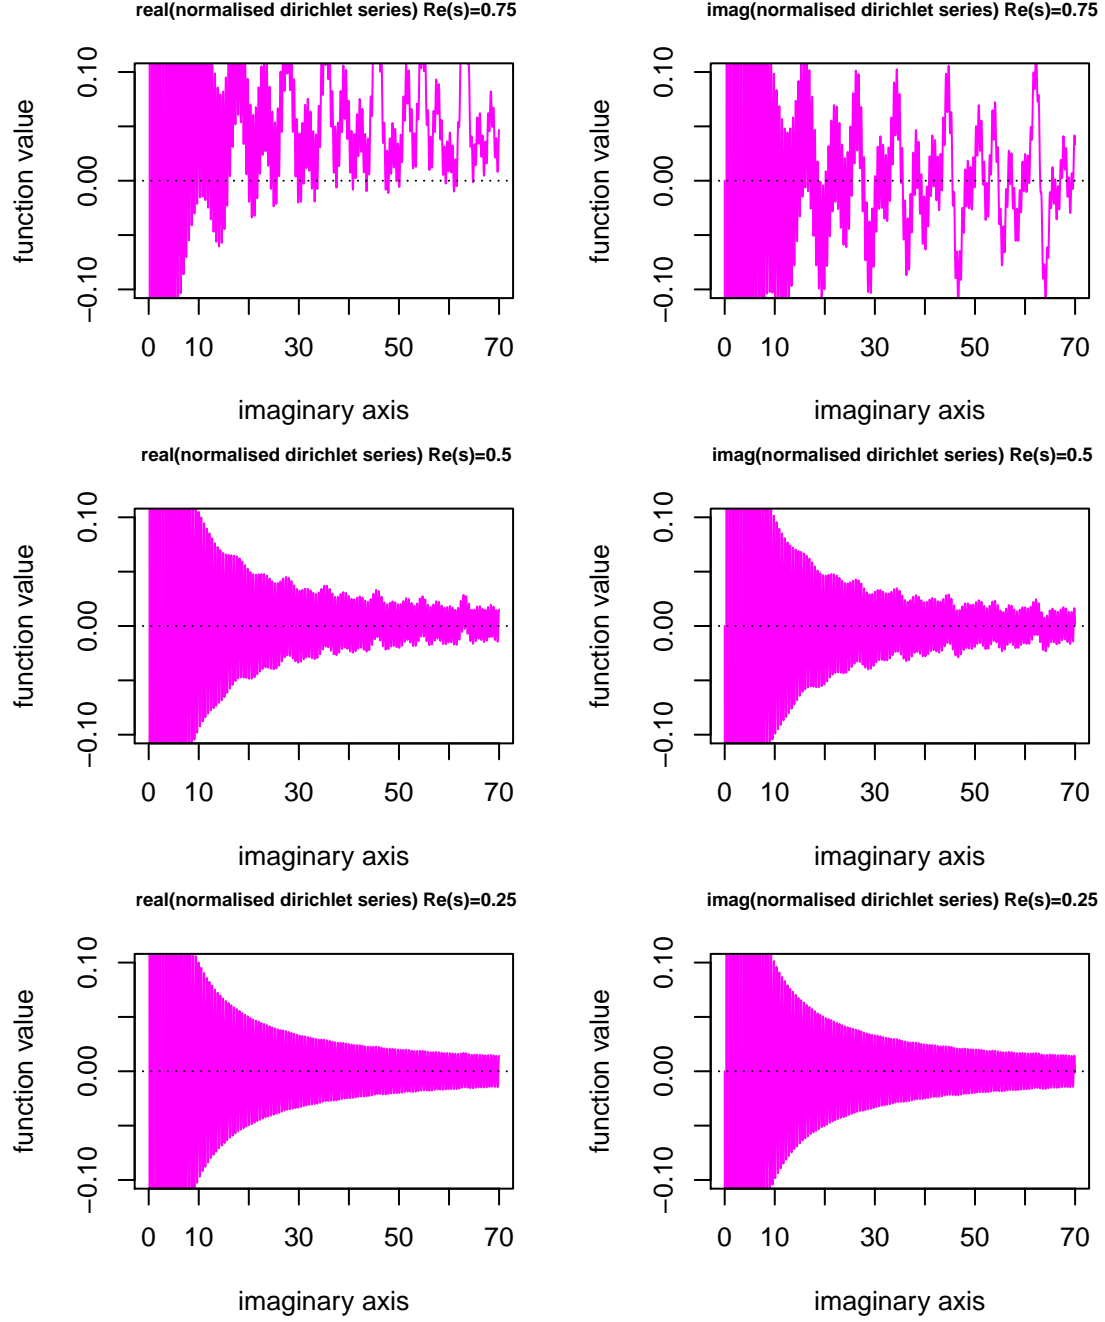 real(normalised dirichlet series) Re(s)=0.75
imag(normalised dirichlet series) Re(s)=0.75
function value
−0.10 0.00 0.10
0 10 30 50 70
imaginary axis
function value
−0.10 0.00 0.10
0 10 30 50 70
imaginary axis
real(normalised dirichlet series) Re(s)=0.5
imag(normalised dirichlet series) Re(s)=0.5
function value
−0.10 0.00 0.10
0 10 30 50 70
imaginary axis
function value
−0.10 0.00 0.10
0 10 30 50 70
imaginary axis
real(normalised dirichlet series) Re(s)=0.25
imag(normalised dirichlet series) Re(s)=0.25
function value
−0.10 0.00 0.10
0 10 30 50 70
imaginary axis
function value
−0.10 0.00 0.10
0 10 30 50 70
imaginary axis